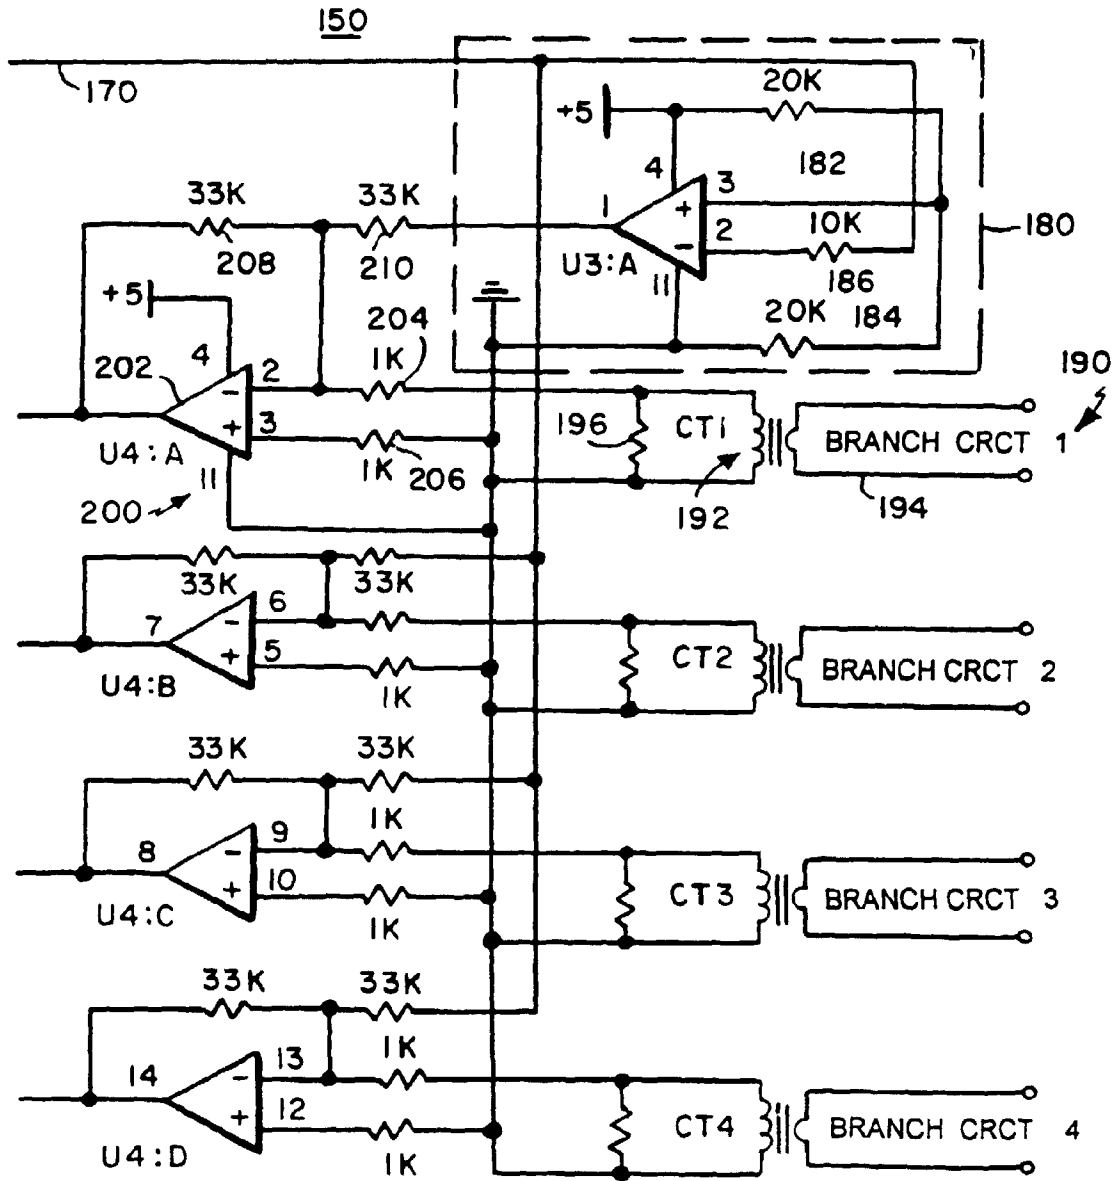 150
170
20K
+5
182
4
3
1
+
2
10K
-
180
U3:A
11
186
20K
184
33K
33K
208
210
+5
204
1K
190
202
4
2
-
+
3
196
CT1
BRANCH CRCT 1
U4:A
1K
206
11
200
192
194
33K
33K
6
7
-
+
5
CT2
BRANCH CRCT 2
U4:B
1K
33K
33K
1K
9
8
-
+
10
CT3
BRANCH CRCT 3
U4:C
1K
33K
33K
1K
13
14
-
+
12
CT4
BRANCH CRCT 4
U4:D
1K